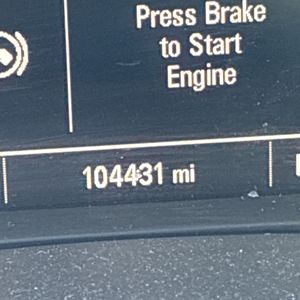 Press Brake
to Start
Engine
104431 mi